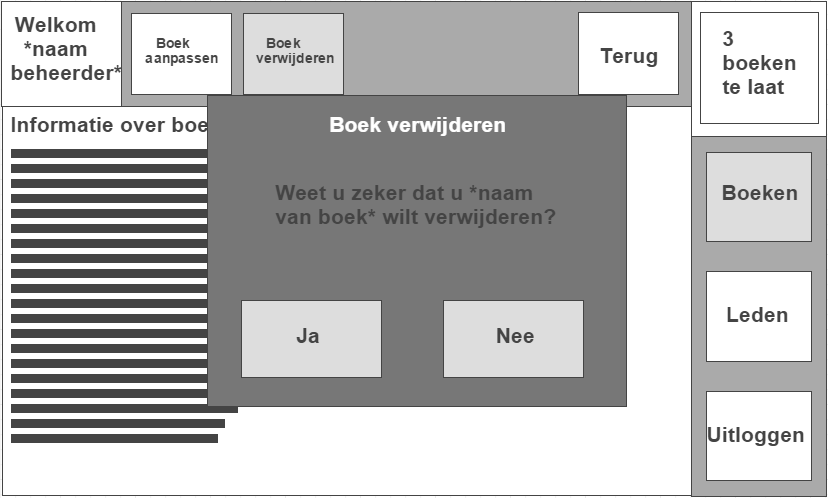 Welkom
*naam
beheerder*
Boek
aanpassen
Boek
verwijderen
Terug
3
boeken
te laat
Informatie over boe
Boek verwijderen
Weet u zeker dat u *naam
van boek* wilt verwijderen?
Ja
Nee
Boeken
Leden
Uitloggen